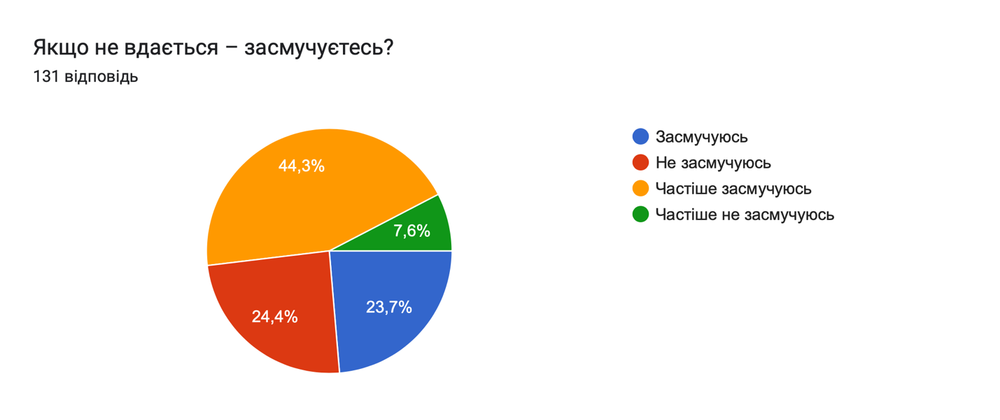 Якщо не вдається – засмучуєтесь?
131 відповідь
44,3%
7,6%
24,4%
23,7%
Засмучуюсь
Не засмучуюсь
Частіше засмучуюсь
Частіше не засмучуюсь